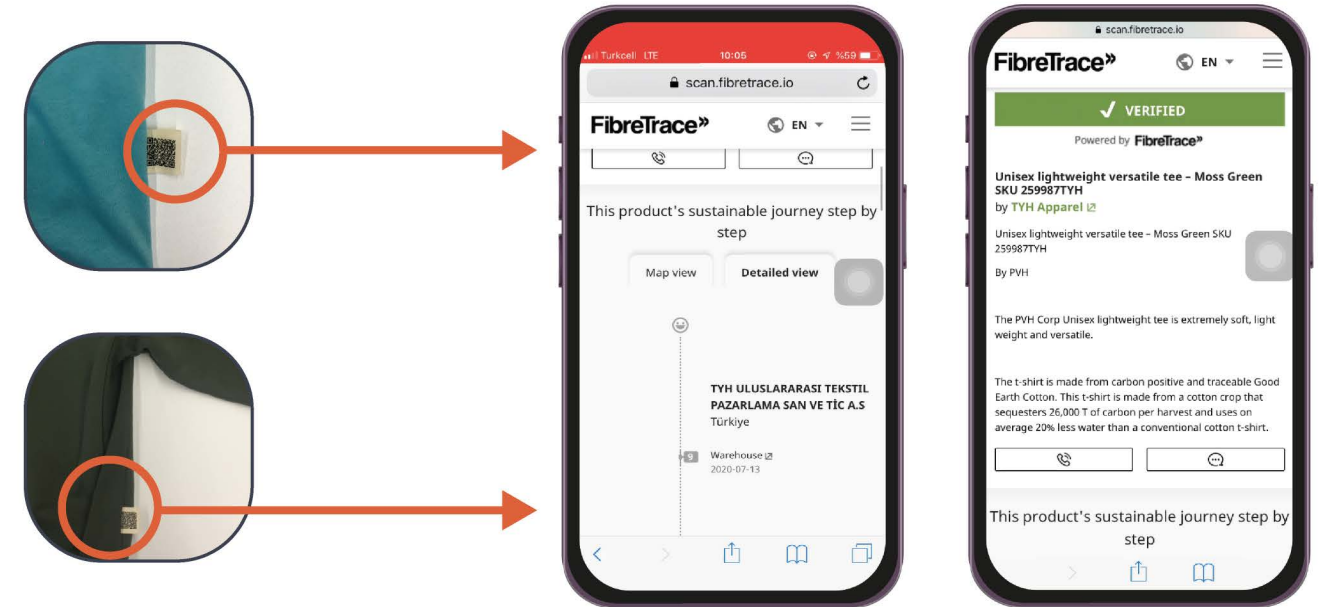 Turkcell LTE 10:05 %59
scan.fibretrace.io
FibreTrace»
EN
This product's sustainable journey step by
step
Map view
Detailed view
TYH ULUSLARARASI TEKSTIL
PAZARLAMA SAN VE TİC A.S
Türkiye
9
Warehouse
2020-07-13
scan.fibretrace.io
FibreTrace»
EN
VERIFIED
Powered by FibreTrace»
Unisex lightweight versatile tee – Moss Green
SKU 259987TYH
by TYH Apparel
Unisex lightweight versatile tee – Moss Green SKU
259987TYH
By PVH
The PVH Corp Unisex lightweight tee is extremely soft, light
weight and versatile.
The t-shirt is made from carbon positive and traceable Good
Earth Cotton. This t-shirt is made from a cotton crop that
sequesters 26,000 T of carbon per harvest and uses on
average 20% less water than a conventional cotton t-shirt.
This product's sustainable journey step by
step